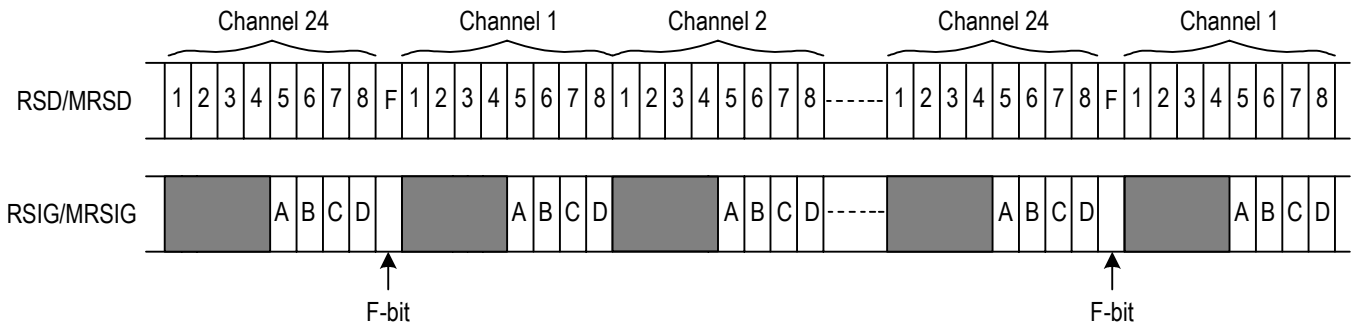 Channel 24 Channel 1 Channel 2 Channel 24 Channel 1
RSD/MRSD 1 2 3 4 5 6 7 8 F 1 2 3 4 5 6 7 8 1 2 3 4 5 6 7 8 1 2 3 4 5 6 7 8 F 1 2 3 4 5 6 7 8
RSIG/MRSIG A B C D A B C D A B C D A B C D A B C D
F-bit F-bit